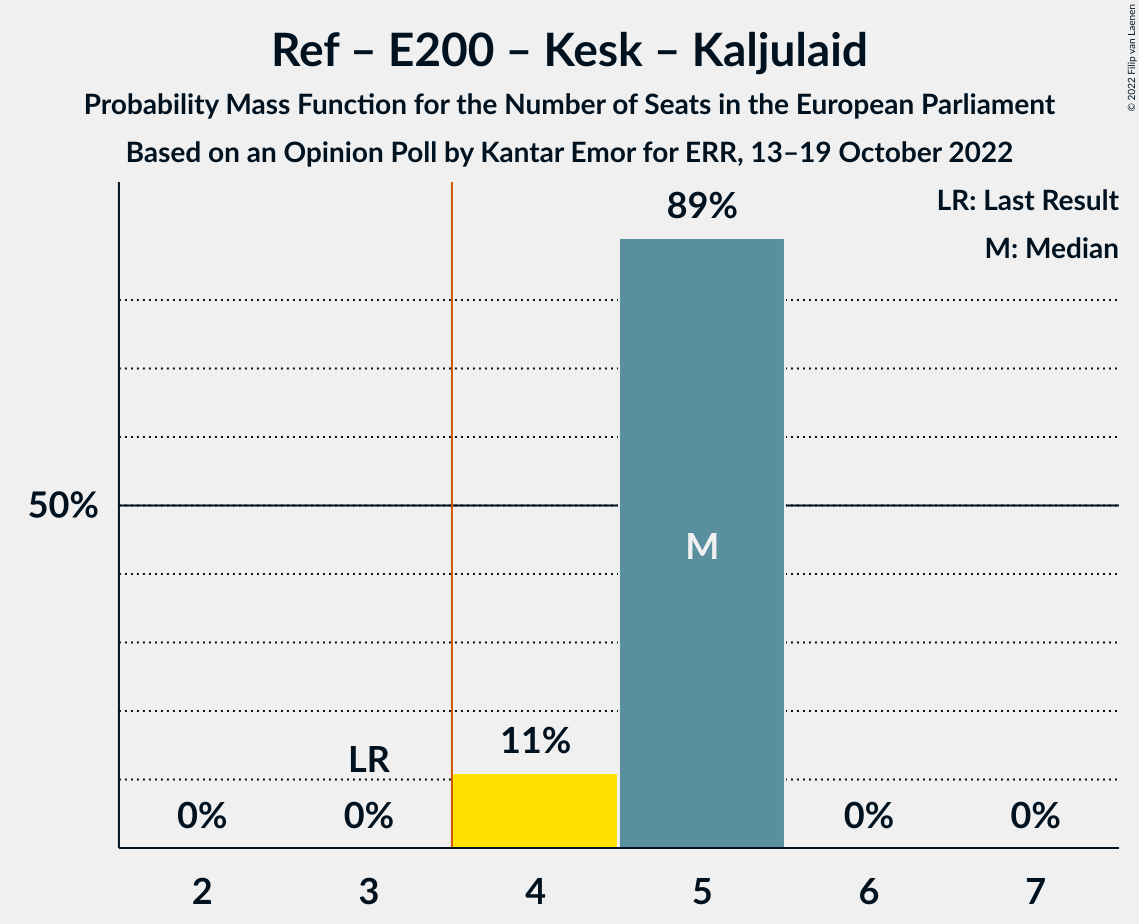 Ref – E200 – Kesk – Kaljulaid
Probability Mass Function for the Number of Seats in the European Parliament
Based on an Opinion Poll by Kantar Emor for ERR, 13–19 October 2022
© 2022 Filip van Laenen
LR: Last Result
M: Median
89%
50%
M
11%
LR
0% 0% 0% 0%
2 3 4 5 6 7